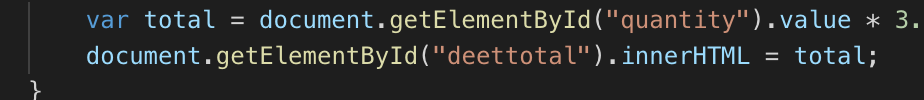 var total = document.getElementById("quantity").value * 3.
document.getElementById("deettotal").innerHTML = total;
}